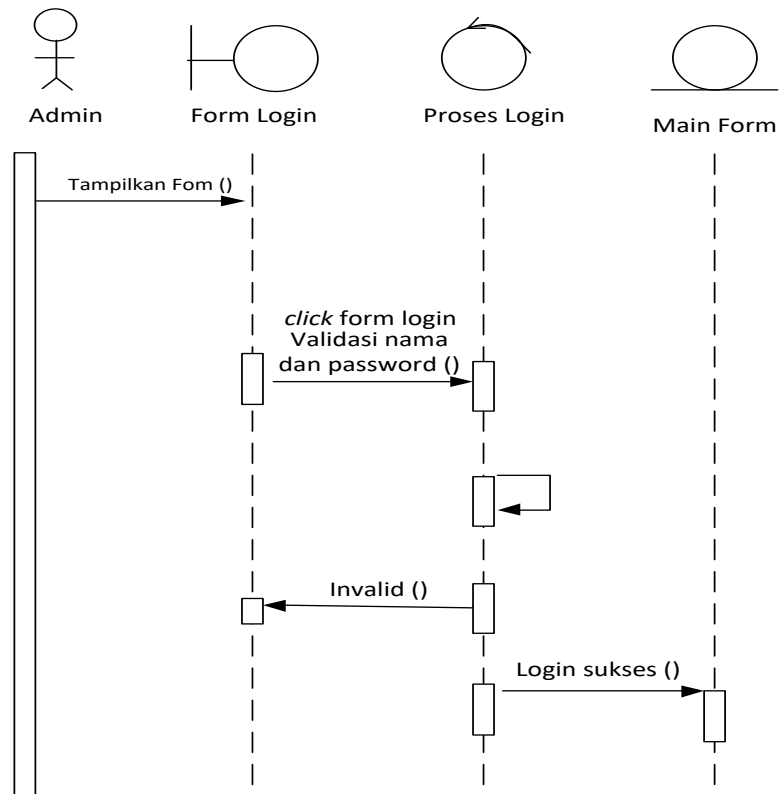 Admin
Form Login
Proses Login
Main Form
Tampilkan Fom ()
click form login
Validasi nama
dan password ()
Invalid ()
Login sukses ()